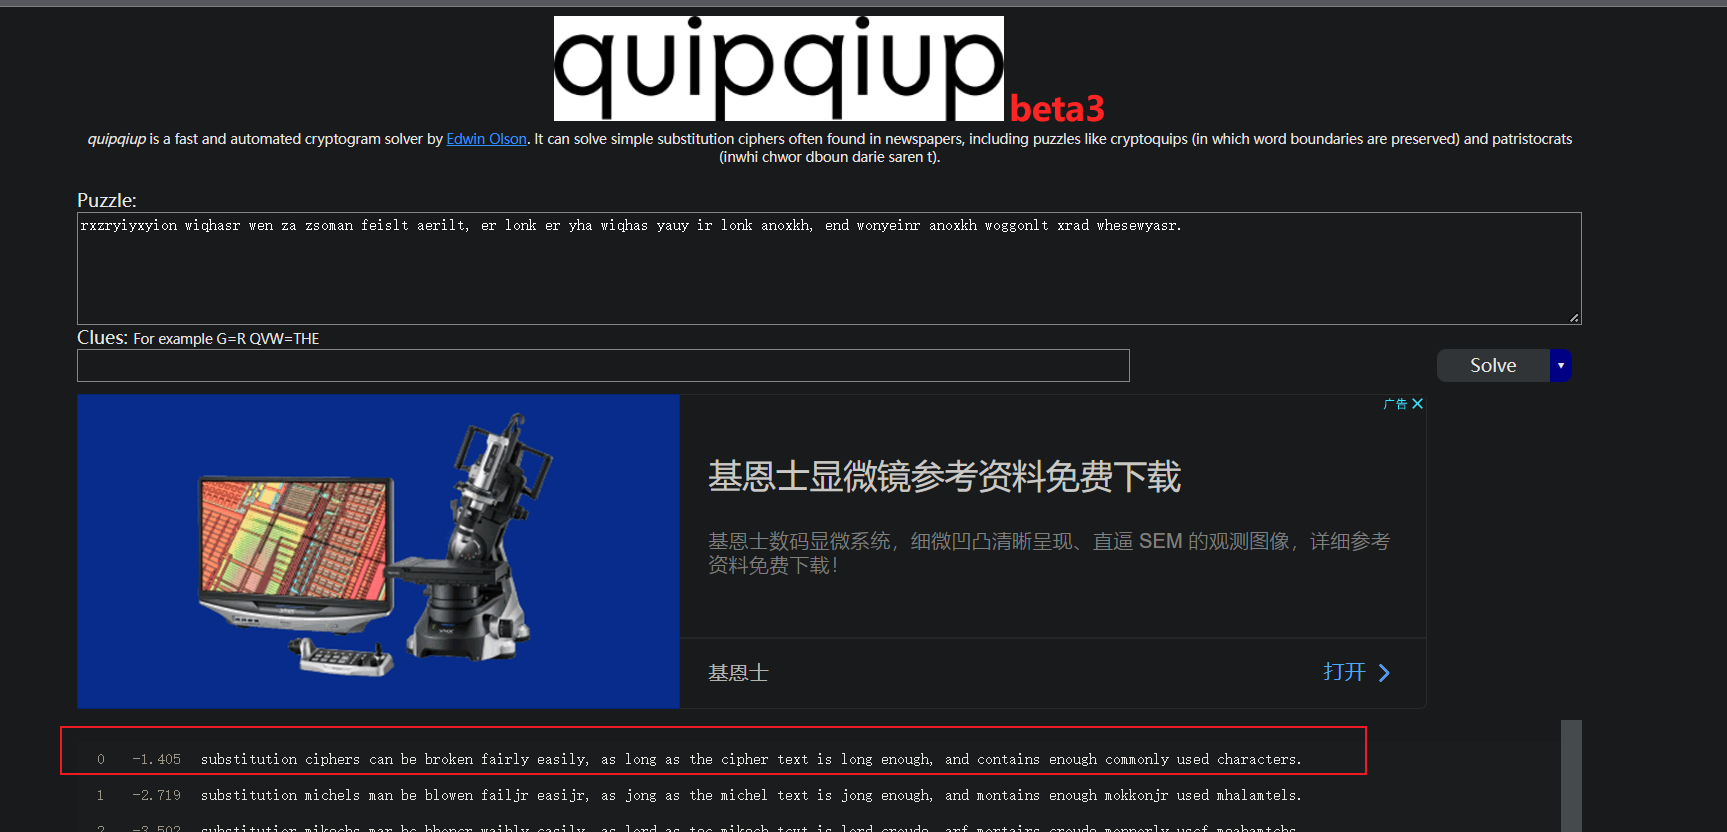 quipqiup beta3
quipqiup is a fast and automated cryptogram solver by Edwin Olson. It can solve simple substitution ciphers often found in newspapers, including puzzles like cryptoquips (in which word boundaries are preserved) and patristocrats
(inwhi chwor dboun darie saren t).
Puzzle:
rxzryiyxyion wiqhasr wen za zsoman feislt aerilt, er lonk er yha wiqhas yauy ir lonk anoxkh, end wonyeinr anoxkh woggonlt xrad whesewyasr.
Clues: For example G=R QVW=THE
Solve
广告
基恩士显微镜参考资料免费下载
基恩士数码显微系统，细微凹凸清晰呈现、直逼 SEM 的观测图像，详细参考
资料免费下载！
基恩士 打开
0 -1.405 substitution ciphers can be broken fairly easily, as long as the cipher text is long enough, and contains enough commonly used characters.
1 -2.719 substitution michels man be blowen failjr easijr, as jong as the michel text is jong enough, and montains enough mokkonjr used mhalamtels.